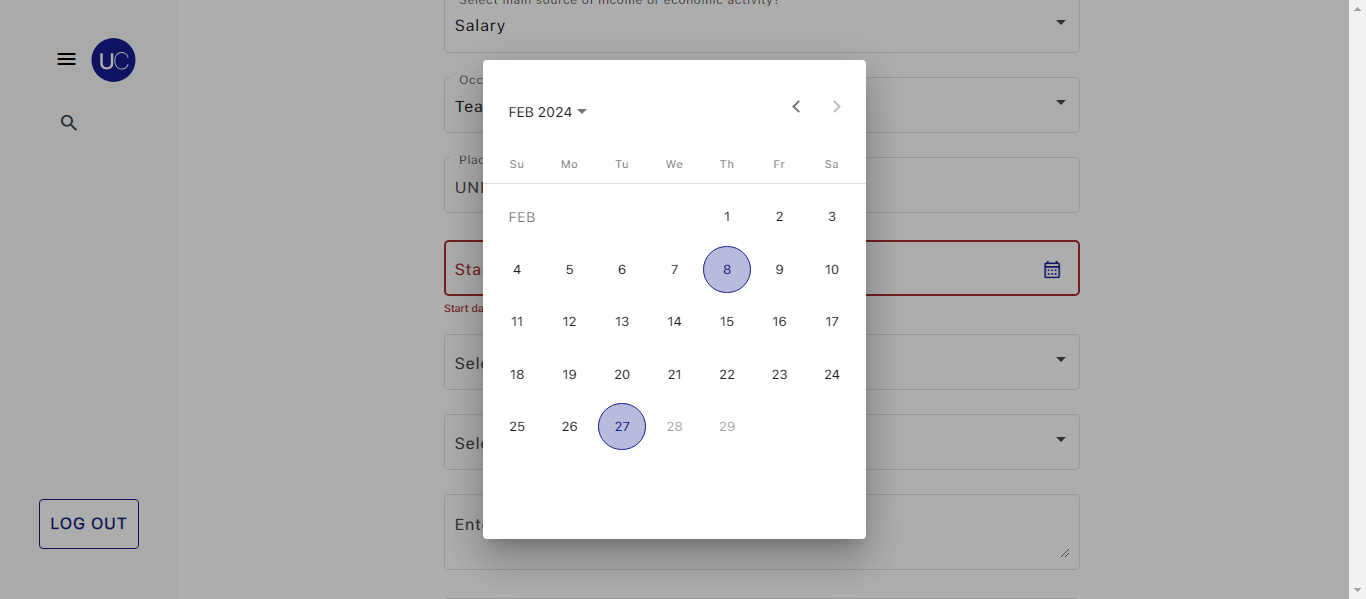 Select main source of income or economic activity?
Salary
UC
Occ
Tea
Plac
UNI
FEB 2024
Su Mo Tu We Th Fr Sa
FEB 1 2 3
4 5 6 7 8 9 10
11 12 13 14 15 16 17
18 19 20 21 22 23 24
25 26 27 28 29
Sta
Start da
Sele
Sele
Ente
LOG OUT